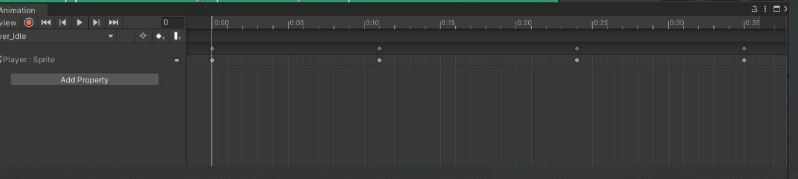 Animation
view 0 0:00 0:05 0:10 0:15 0:20 0:25 0:30 0:35
yer_idle
Player : Sprite
Add Property